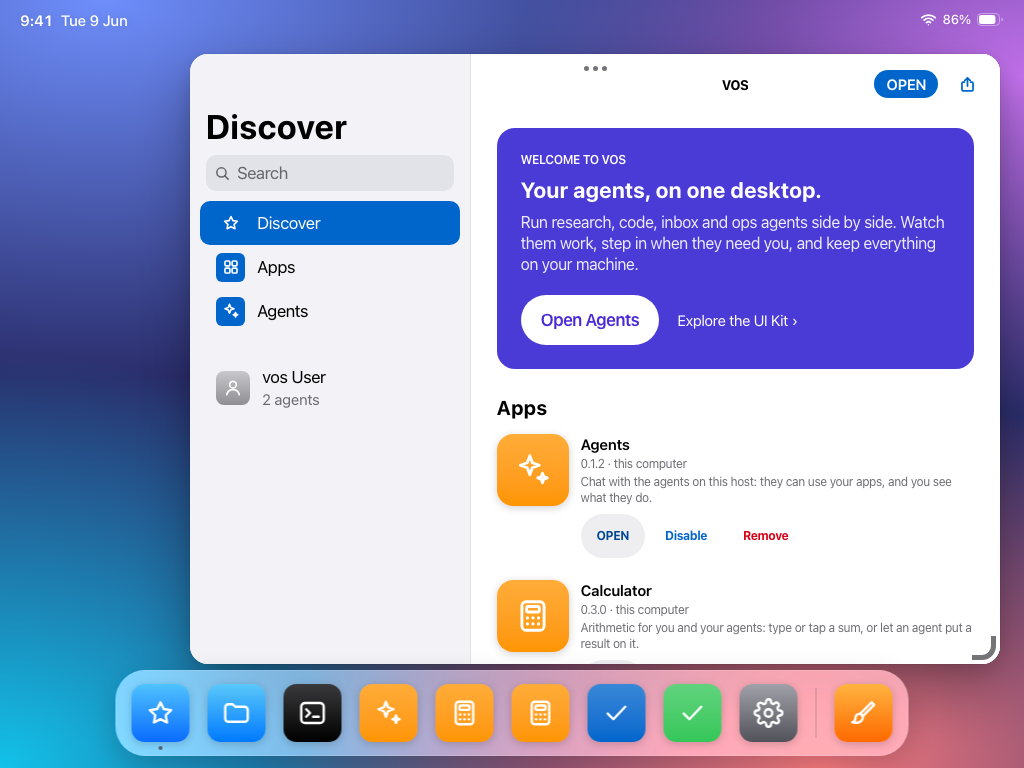 9:41 Tue 9 Jun
86%
Discover
Search
Discover
Apps
Agents
vos User
2 agents
vos
OPEN
WELCOME TO VOS
Your agents, on one desktop.
Run research, code, inbox and ops agents side by side. Watch
them work, step in when they need you, and keep everything
on your machine.
Open Agents
Explore the UI Kit ›
Apps
Agents
0.1.2 · this computer
Chat with the agents on this host: they can use your apps, and you see
what they do.
OPEN
Disable
Remove
Calculator
0.3.0 · this computer
Arithmetic for you and your agents: type or tap a sum, or let an agent put a
result on it.